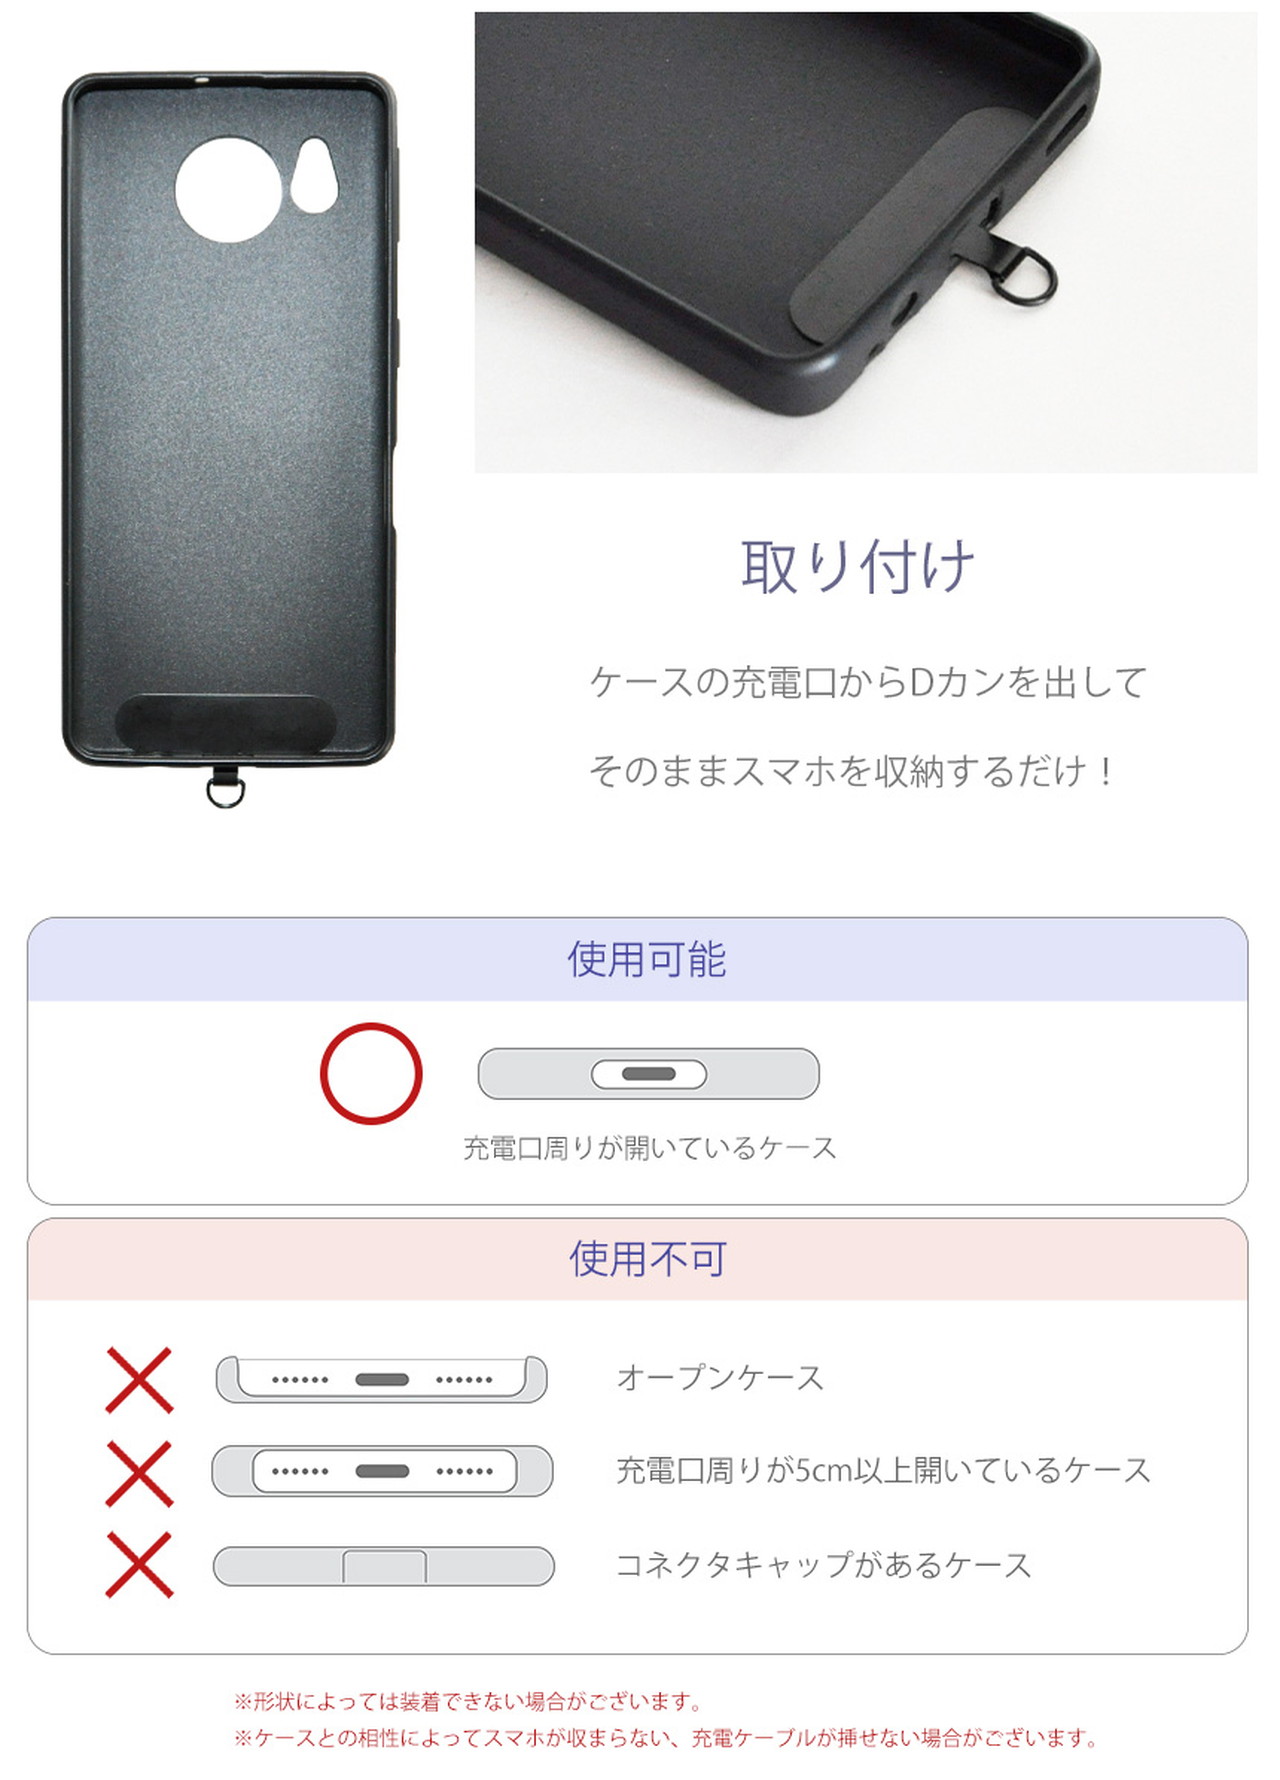 取り付け
ケースの充電口からDカンを出して
そのままスマホを収納するだけ！
使用可能
充電口周りが開いているケース
使用不可
オープンケース
充電口周りが5cm以上開いているケース
コネクタキャップがあるケース
※形状によっては装着できない場合がございます。
※ケースとの相性によってスマホが収まらない、充電ケーブルが挿せない場合がございます。